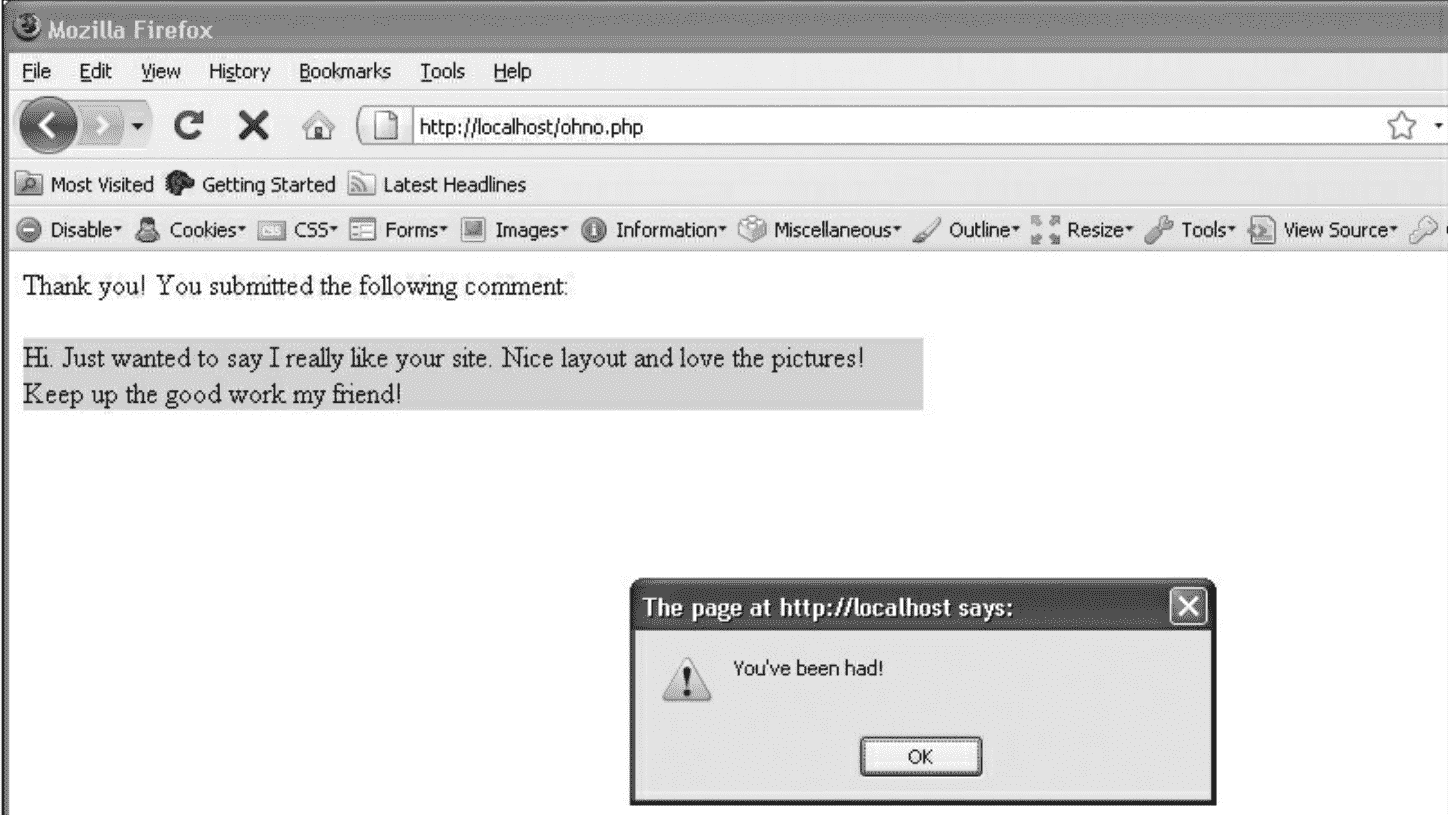 Mozilla Firefox
File Edit View History Bookmarks Tools Help
http://localhost/ohno.php
Most Visited Getting Started Latest Headlines
Disable Cookies CSS Forms Images Information Miscellaneous Outline Resize Tools View Source
Thank you! You submitted the following comment:
Hi. Just wanted to say I really like your site. Nice layout and love the pictures!
Keep up the good work my friend!
The page at http://localhost says:
You've been had!
OK